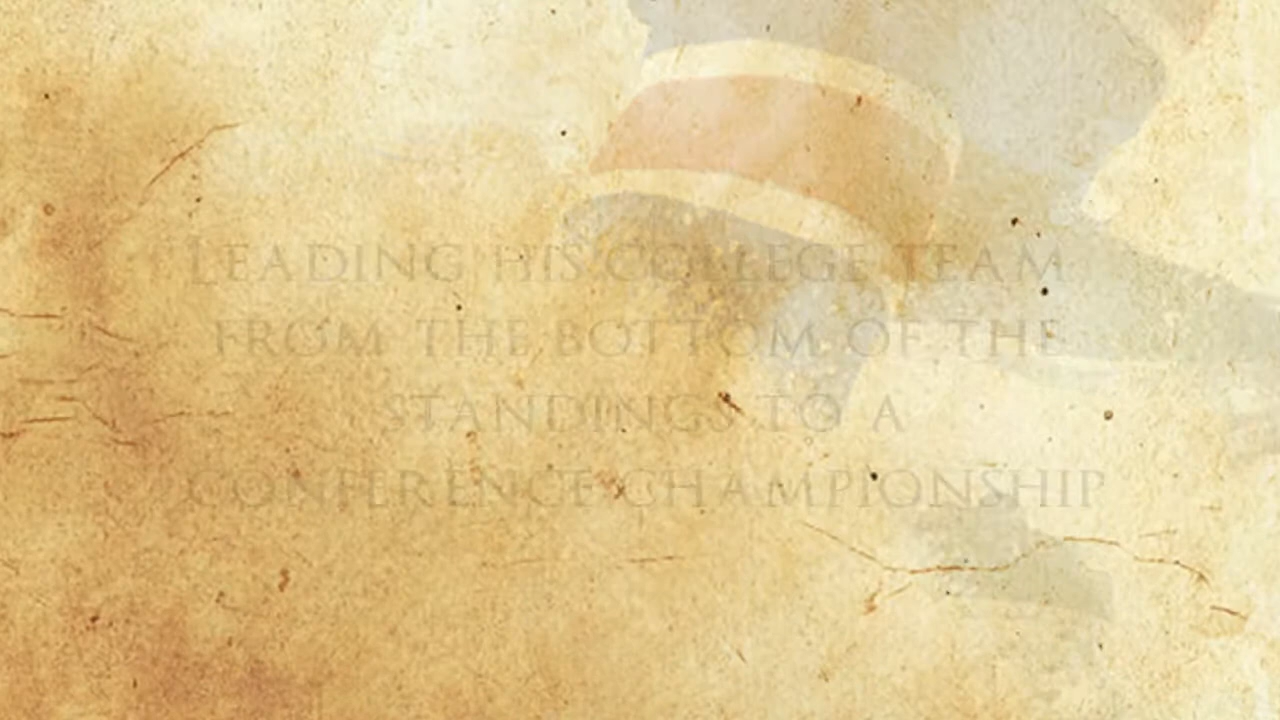 LEADING HIS COLLEGE TEAM
FROM THE BOTTOM OF THE
STANDINGS TO A
CONFERENCE CHAMPIONSHIP